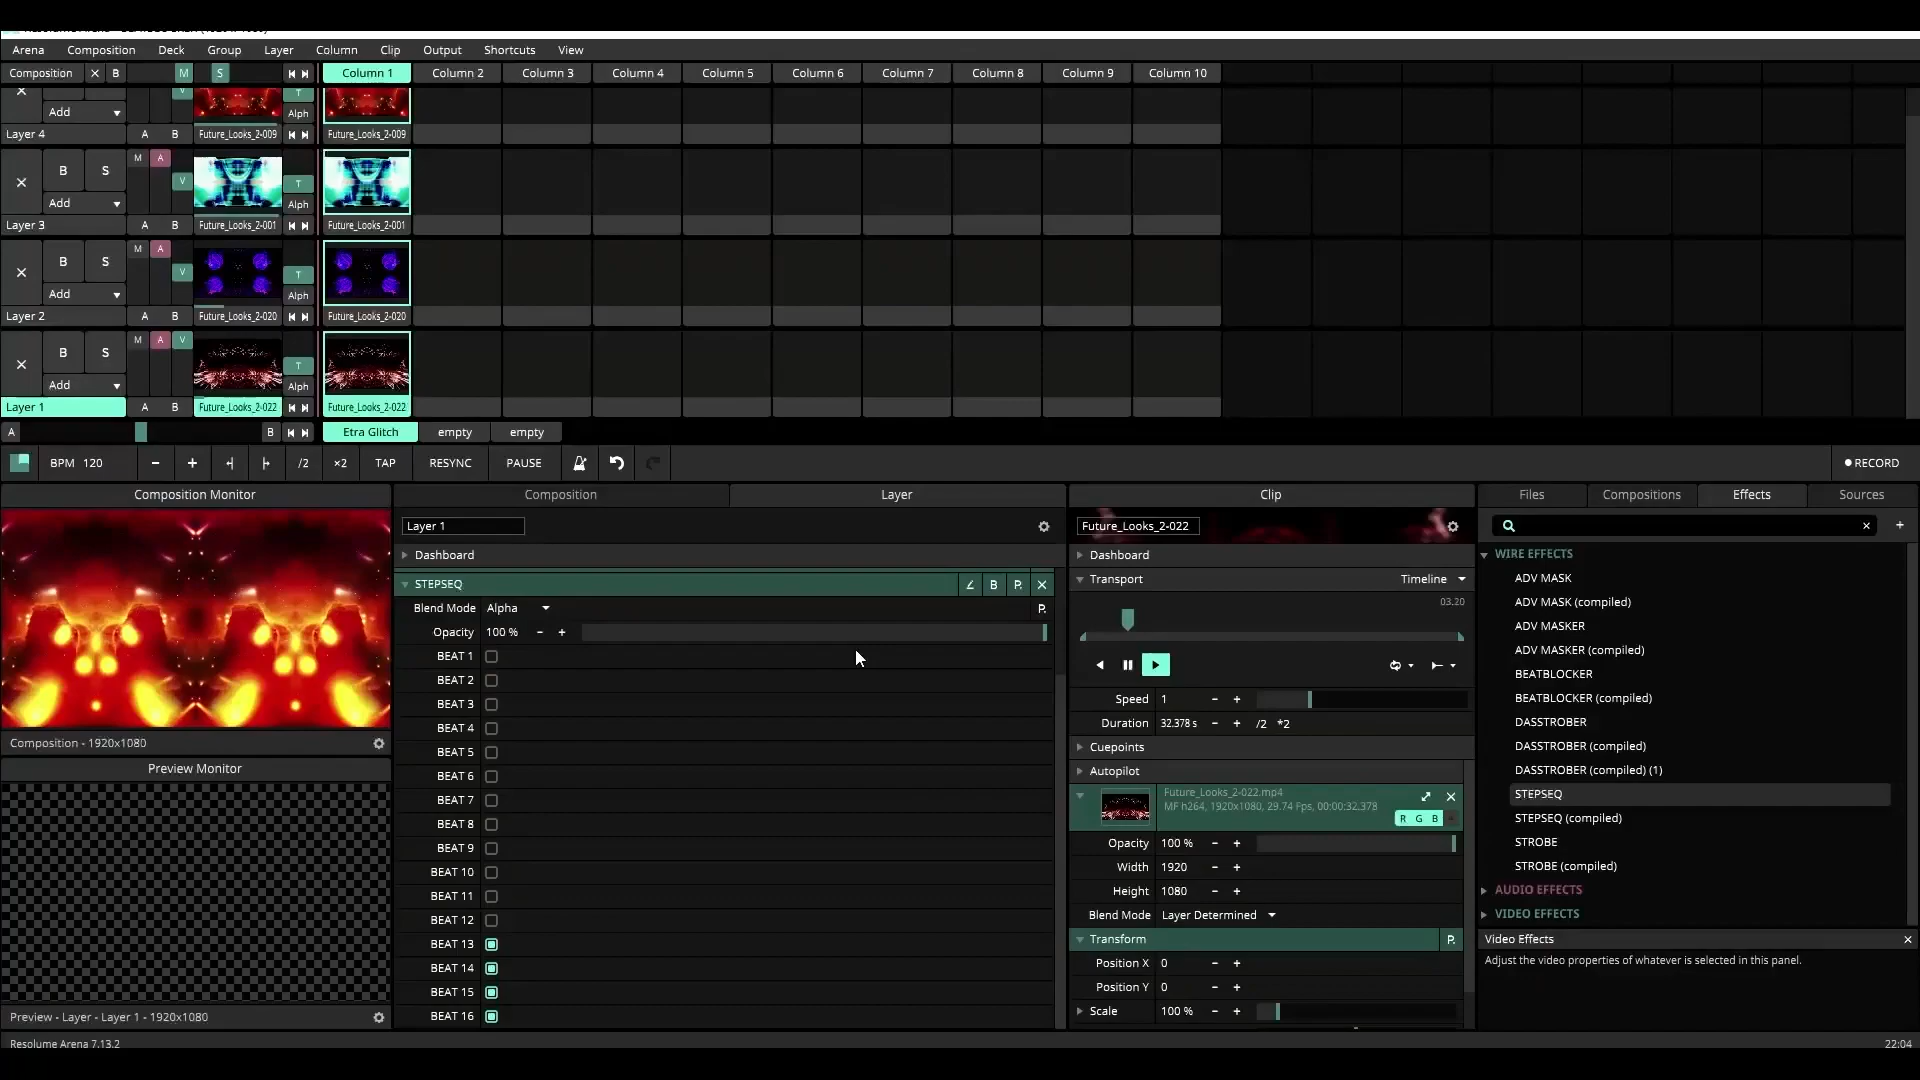 Arena Composition Deck Group Layer Column Clip Output Shortcuts View
Composition × B M S Column 1 Column 2 Column 3 Column 4 Column 5 Column 6 Column 7 Column 8 Column 9 Column 10
Add V T Alph
Layer 4 A B Future_Looks_2-009 Future_Looks_2-009
B S M A V T
Add Alph
Layer 3 A B Future_Looks_2-001 Future_Looks_2-001
B S M A V T
Add Alph
Layer 2 A B Future_Looks_2-020 Future_Looks_2-020
B S M A V T
Add Alph
Layer 1 A B Future_Looks_2-022 Future_Looks_2-022
A B Etra Glitch empty empty
BPM 120 - + /2 ×2 TAP RESYNC PAUSE RECORD
Composition Monitor
Composition - 1920x1080
Preview Monitor
Preview - Layer - Layer 1 - 1920x1080
Composition Layer
Layer 1
Dashboard
STEPSEQ B P. ×
Blend Mode Alpha P.
Opacity 100 % - +
BEAT 1
BEAT 2
BEAT 3
BEAT 4
BEAT 5
BEAT 6
BEAT 7
BEAT 8
BEAT 9
BEAT 10
BEAT 11
BEAT 12
BEAT 13
BEAT 14
BEAT 15
BEAT 16
Clip
Future_Looks_2-022
Dashboard
Transport Timeline
03.20
Speed 1 - +
Duration 32.378 s - + /2 *2
Cuepoints
Autopilot
Future_Looks_2-022.mp4
MF h264, 1920x1080, 29.74 Fps, 00:00:32.378
R G B
Opacity 100 % - +
Width 1920 - +
Height 1080 - +
Blend Mode Layer Determined
Transform P.
Position X 0 - +
Position Y 0 - +
Scale 100 % - +
Files Compositions Effects Sources
WIRE EFFECTS
ADV MASK
ADV MASK (compiled)
ADV MASKER
ADV MASKER (compiled)
BEATBLOCKER
BEATBLOCKER (compiled)
DASSTROBER
DASSTROBER (compiled)
DASSTROBER (compiled) (1)
STEPSEQ
STEPSEQ (compiled)
STROBE
STROBE (compiled)
AUDIO EFFECTS
VIDEO EFFECTS
Video Effects ×
Adjust the video properties of whatever is selected in this panel.
Resolume Arena 7.13.2 22:04